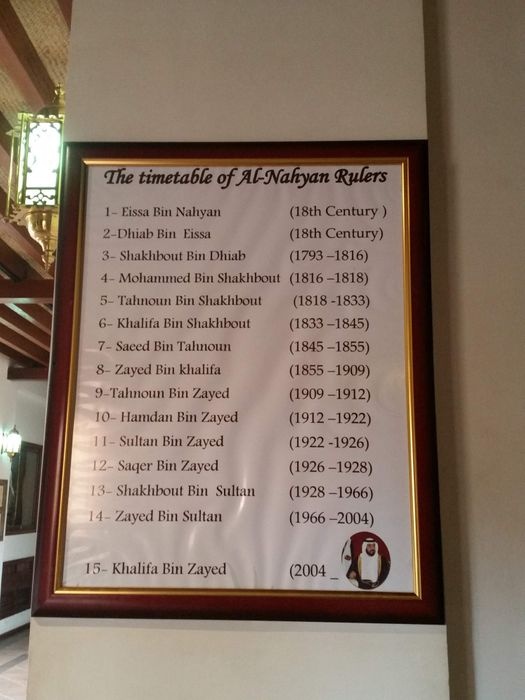 The timetable of Al-Nahyan Rulers
1- Eissa Bin Nahyan (18th Century )
2-Dhiab Bin Eissa (18th Century)
3- Shakhbout Bin Dhiab (1793 –1816)
4- Mohammed Bin Shakhbout (1816 –1818)
5- Tahnoun Bin Shakhbout (1818 -1833)
6- Khalifa Bin Shakhbout (1833 –1845)
7- Saeed Bin Tahnoun (1845 –1855)
8- Zayed Bin khalifa (1855 –1909)
9-Tahnoun Bin Zayed (1909 –1912)
10- Hamdan Bin Zayed (1912 –1922)
11- Sultan Bin Zayed (1922 -1926)
12- Saqer Bin Zayed (1926 –1928)
13- Shakhbout Bin Sultan (1928 –1966)
14- Zayed Bin Sultan (1966 –2004)
15- Khalifa Bin Zayed (2004 _